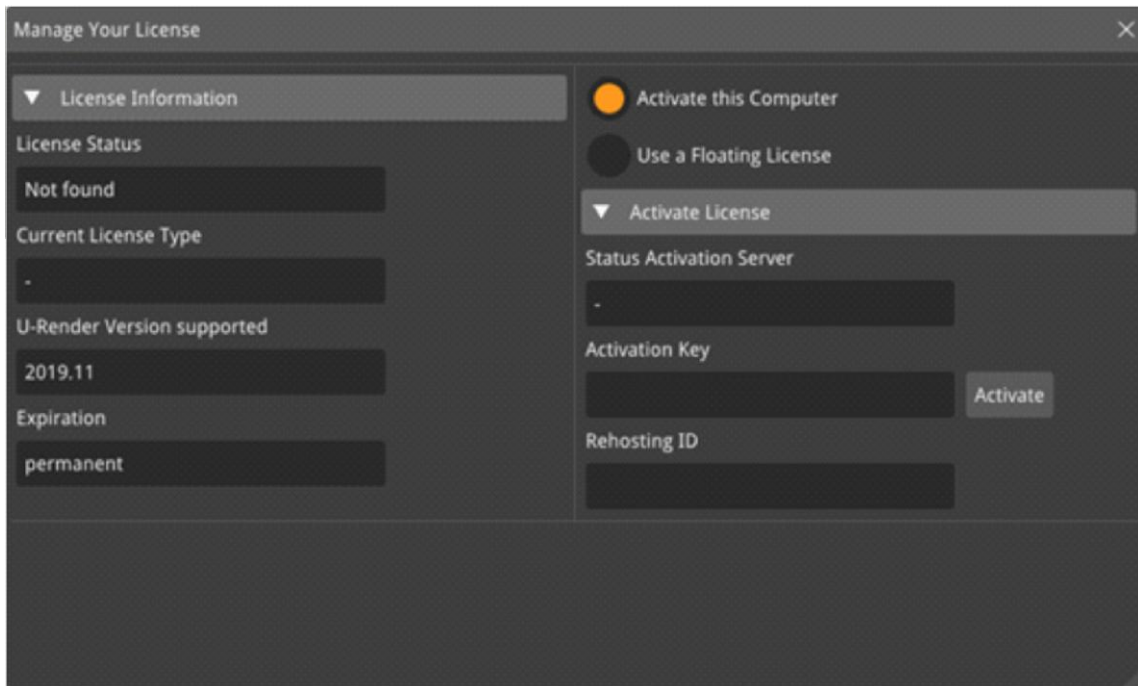 Manage Your License
License Information
License Status
Not found
Current License Type
-
U-Render Version supported
2019.11
Expiration
permanent
Activate this Computer
Use a Floating License
Activate License
Status Activation Server
-
Activation Key
Activate
Rehosting ID